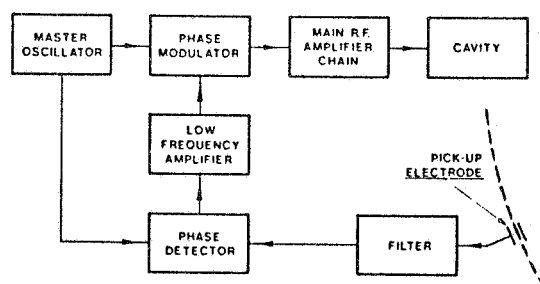 MASTER
OSCILLATOR
PHASE
MODULATOR
MAIN R.F.
AMPLIFIER
CHAIN
CAVITY
LOW
FREQUENCY
AMPLIFIER
PICK-UP
ELECTRODE
PHASE
DETECTOR
FILTER